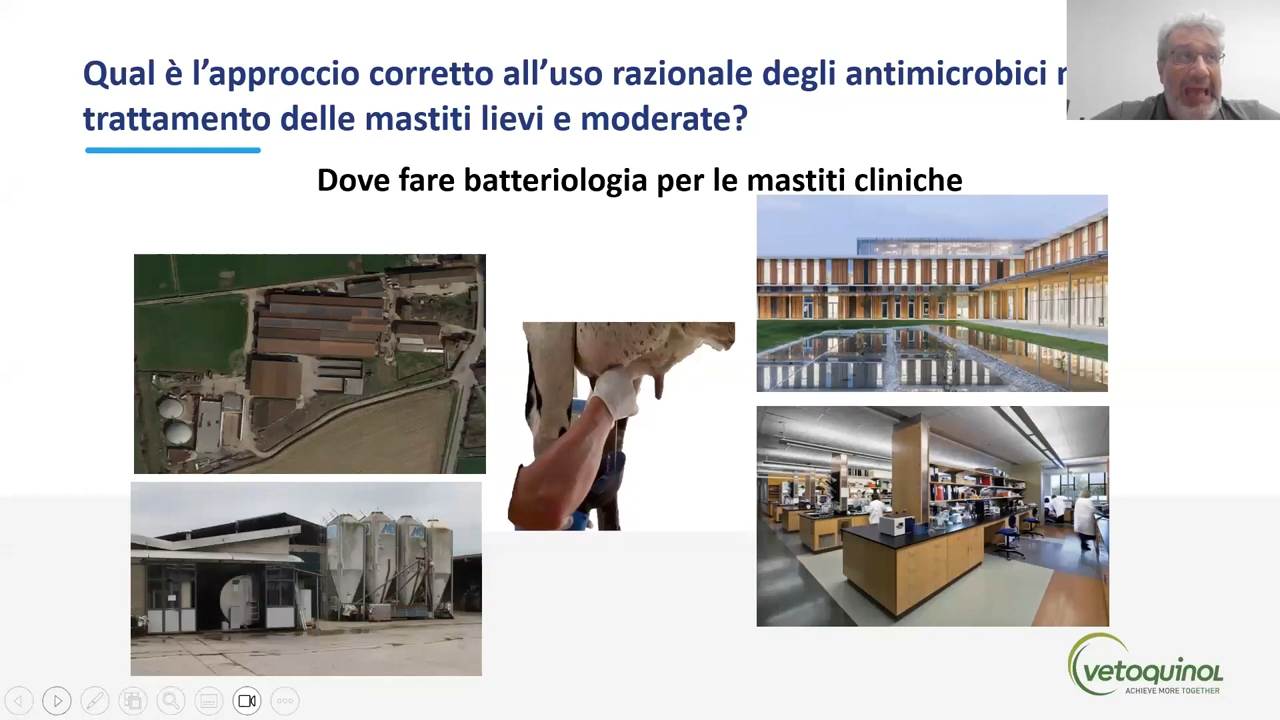 Qual è l'approccio corretto all'uso razionale degli antimicrobici
trattamento delle mastiti lievi e moderate?
Dove fare batteriologia per le mastiti cliniche
vetoquinol
ACHIEVE MORE TOGETHER